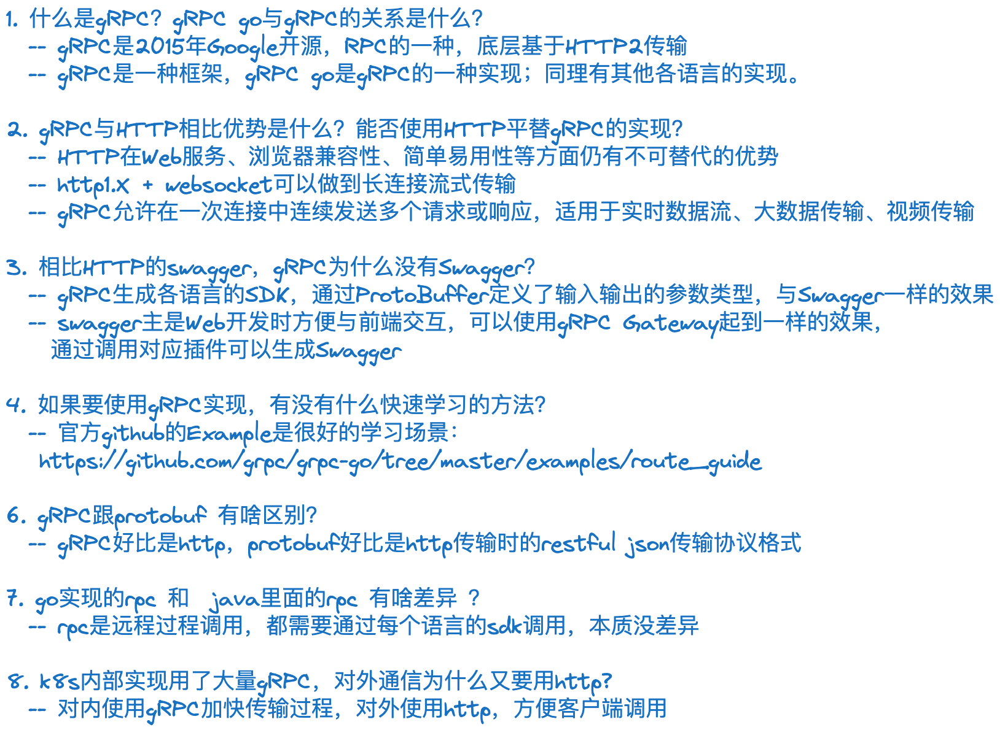 1. 什么是gRPC？gRPC go与gRPC的关系是什么？
-- gRPC是2015年Google开源，RPC的一种，底层基于HTTP2传输
-- gRPC是一种框架，gRPC go是gRPC的一种实现；同理有其他各语言的实现。
2. gRPC与HTTP相比优势是什么？能否使用HTTP平替gRPC的实现？
-- HTTP在Web服务、浏览器兼容性、简单易用性等方面仍有不可替代的优势
-- http1.X + websocket可以做到长连接流式传输
-- gRPC允许在一次连接中连续发送多个请求或响应，适用于实时数据流、大数据传输、视频传输
3. 相比HTTP的swagger，gRPC为什么没有Swagger？
-- gRPC生成各语言的SDK，通过ProtoBuffer定义了输入输出的参数类型，与Swagger一样的效果
-- swagger主是Web开发时方便与前端交互，可以使用gRPC Gateway起到一样的效果，
通过调用对应插件可以生成Swagger
4. 如果要使用gRPC实现，有没有什么快速学习的方法？
-- 官方github的Example是很好的学习场景：
https://github.com/grpc/grpc-go/tree/master/examples/route_guide
6. gRPC跟protobuf 有啥区别？
-- gRPC好比是http，protobuf好比是http传输时的restful json传输协议格式
7. go实现的rpc 和  java里面的rpc 有啥差异 ？
-- rpc是远程过程调用，都需要通过每个语言的sdk调用，本质没差异
8. k8s内部实现用了大量gRPC，对外通信为什么又要用http?
-- 对内使用gRPC加快传输过程，对外使用http，方便客户端调用